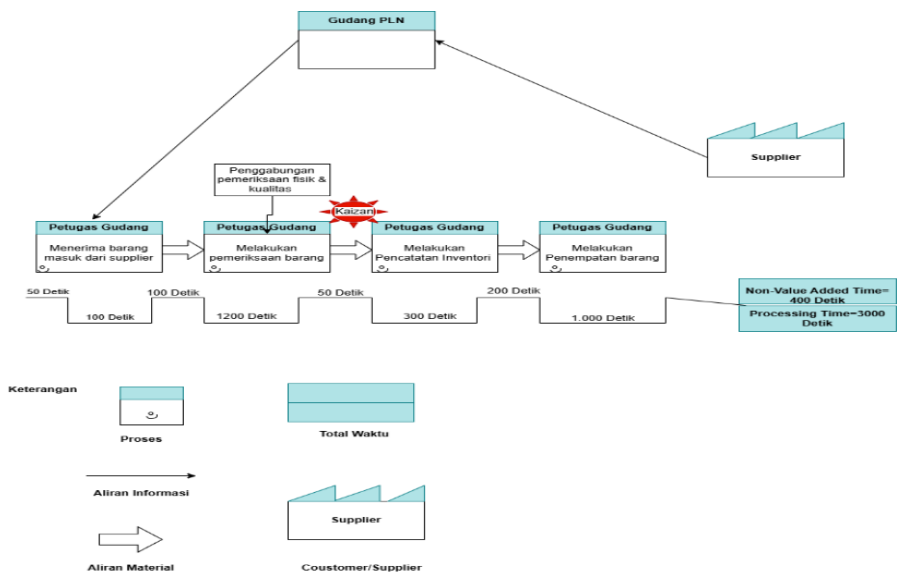 Gudang PLN
Supplier
Penggabungan
pemeriksaan fisik &
kualitas
Kaizan
Petugas Gudang
Menerima barang
masuk dari supplier
Petugas Gudang
Melakukan
pemeriksaan barang
Petugas Gudang
Melakukan
Pencatatan Inventori
Petugas Gudang
Melakukan
Penempatan barang
50 Detik
100 Detik
100 Detik
1200 Detik
50 Detik
300 Detik
200 Detik
1.000 Detik
Non-Value Added Time=
400 Detik
Processing Time=3000
Detik
Keterangan
Proses
Total Waktu
Aliran Informasi
Supplier
Aliran Material
Coustomer/Supplier